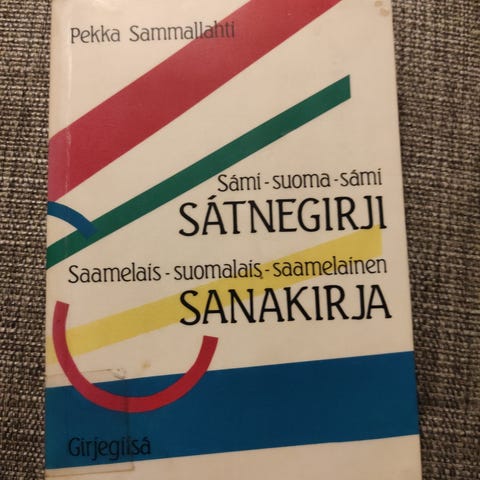 Pekka Sammallahti
Sámi-suoma-sámi
SÁTNEGIRJI
Saamelais-suomalais-saamelainen
SANAKIRJA
Girjegiisá